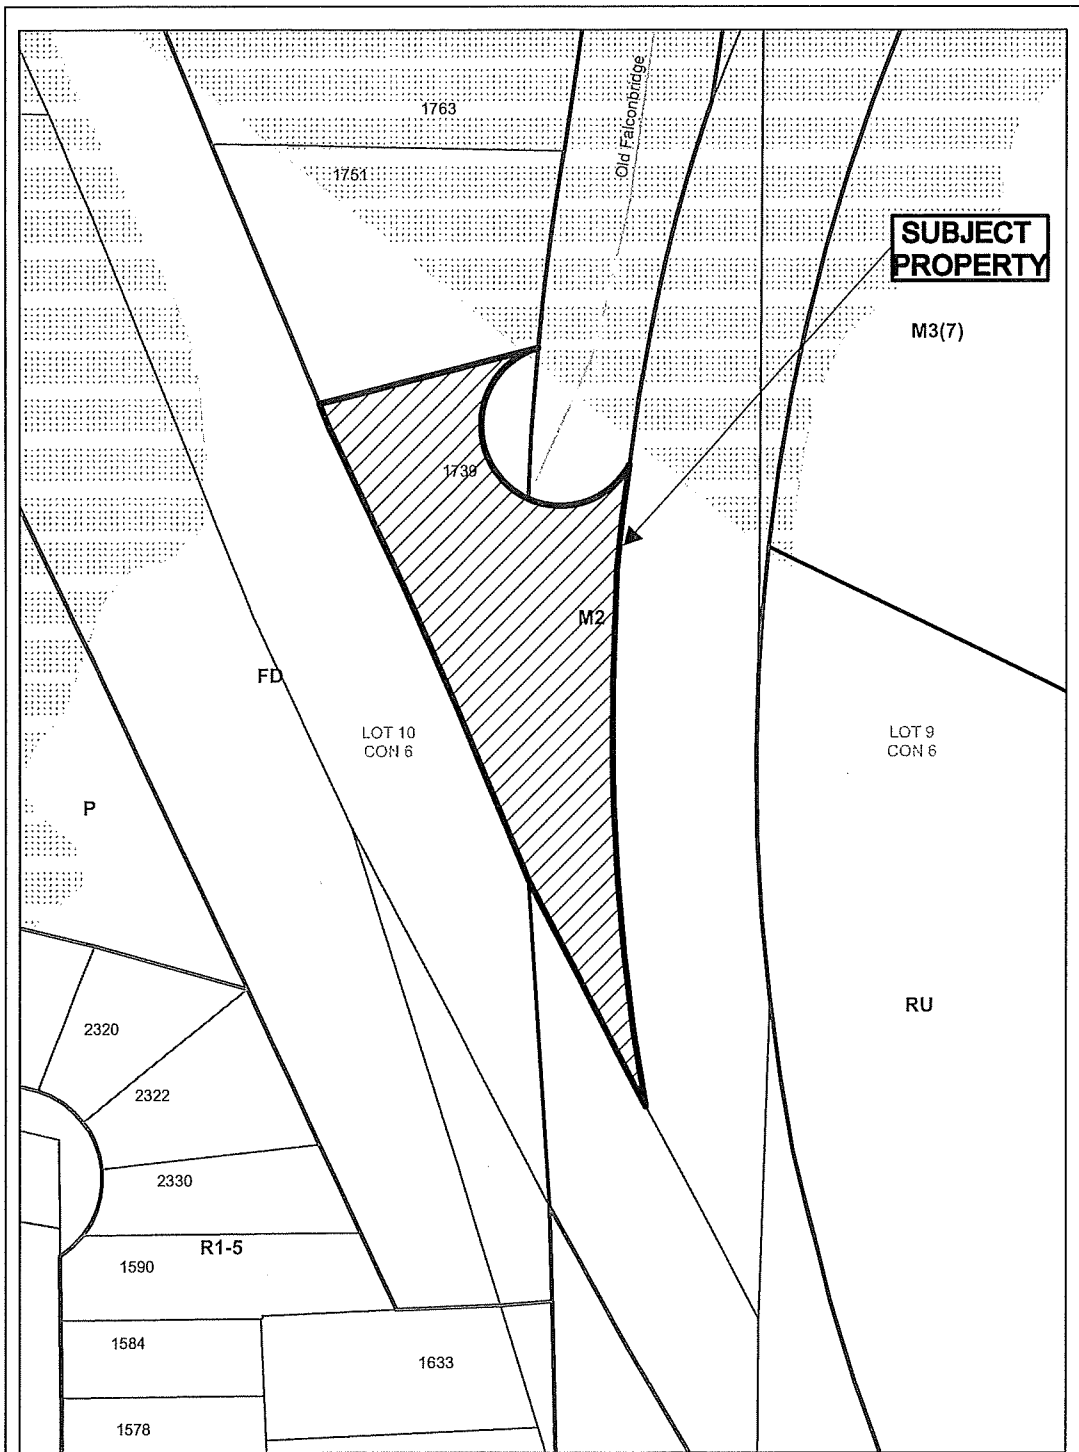 1763
Old Falconbridge
1751
SUBJECT
PROPERTY
M3(7)
1739
M2
FD
LOT 10
CON 6
LOT 9
CON 6
P
RU
2320
2322
2330
R1-5
1590
1584
1633
1578